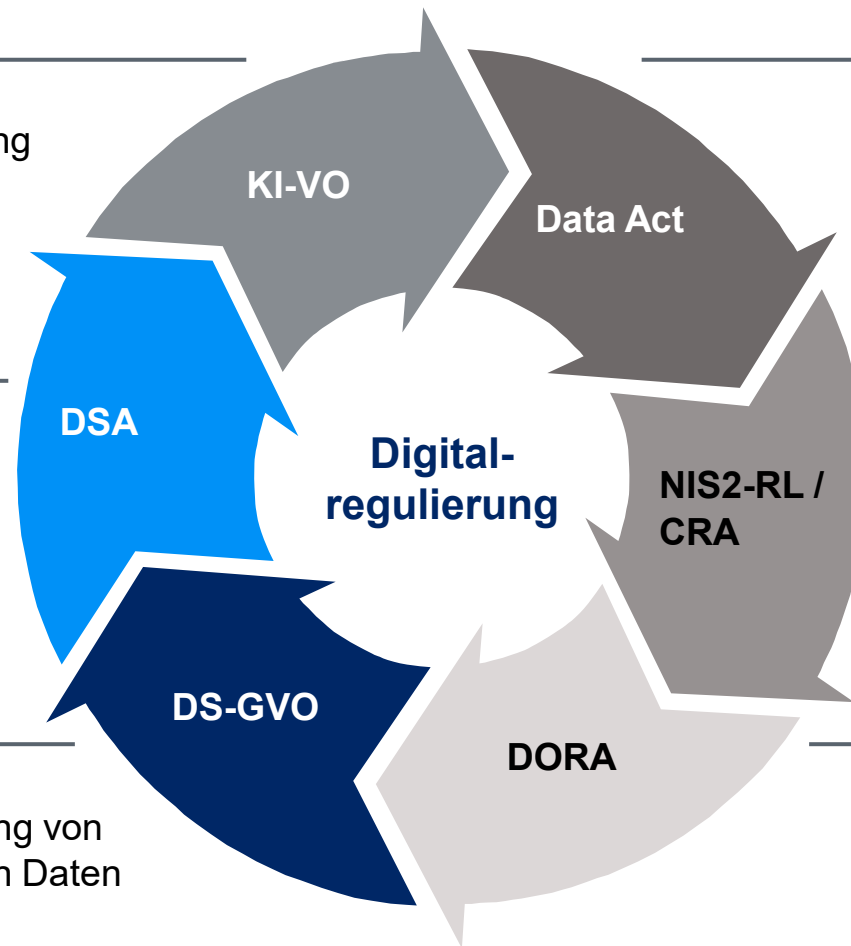 ng
KI-VO
Data Act
DSA
Digital-
regulierung
NIS2-RL /
CRA
DS-GVO
DORA
ng von
n Daten